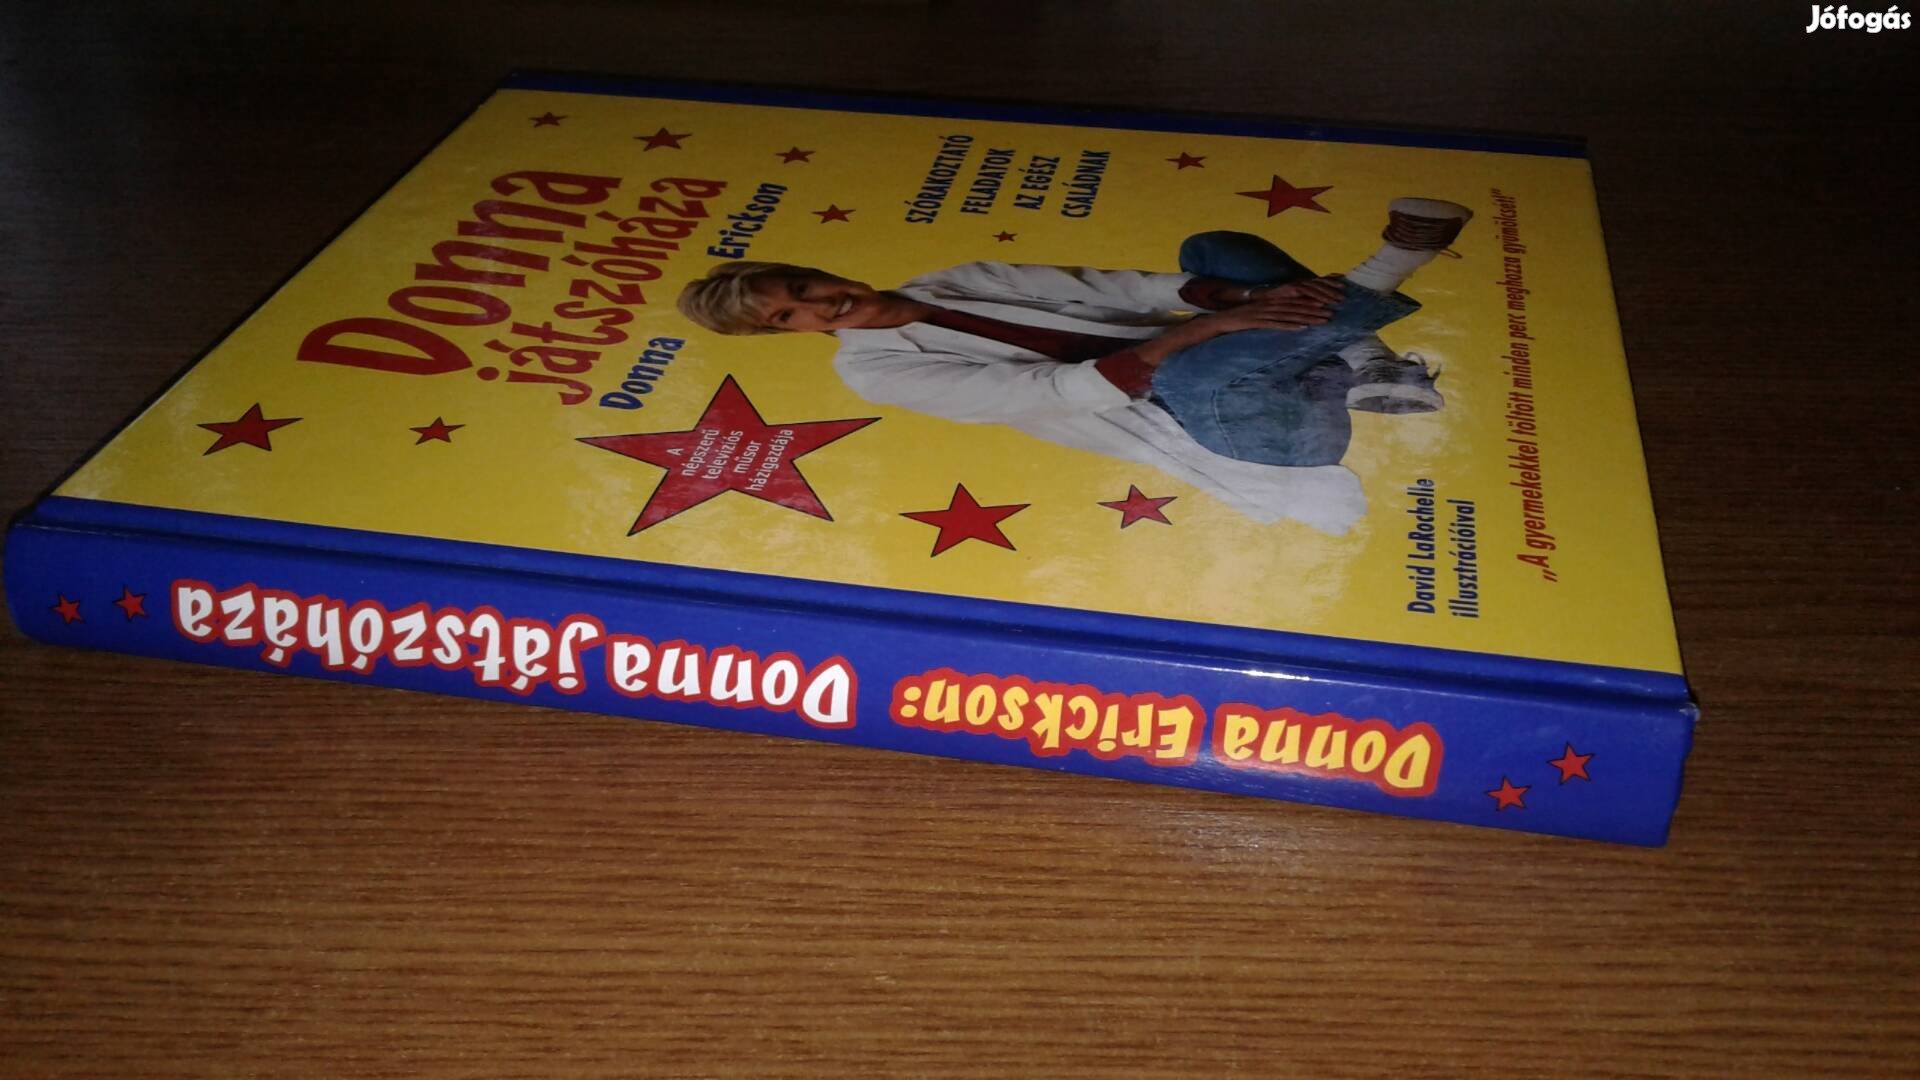 Jófogás
Donna
játszóháza
Donna Erickson
SZÓRAKOZTATÓ
FELADATOK
AZ EGÉSZ
CSALÁDNAK
A
népszerű
televíziós
műsor
házigazdája
David LaRochelle
illusztrációival
„A gyermekekkel töltött minden perc meghozza gyümölcsét!"
Donna Erickson: Donna játszóháza